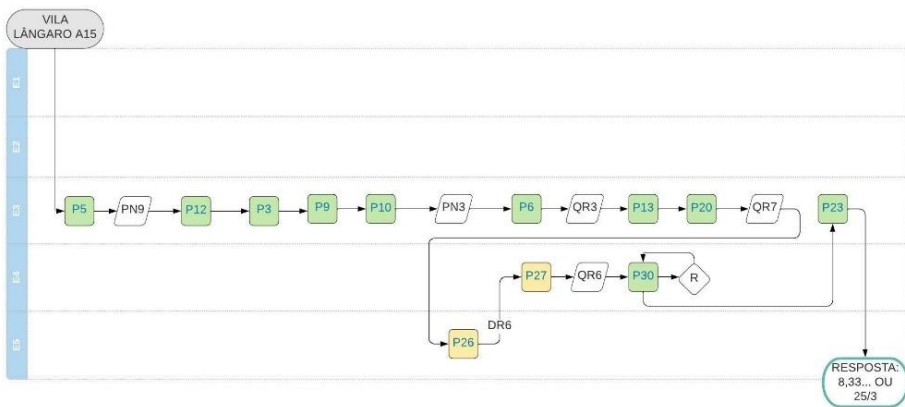 VILA
LÂNGARO A15
E1
E2
E3
P5
PN9
P12
P3
P9
P10
PN3
P6
QR3
P13
P20
QR7
P23
E4
P27
QR6
P30
R
E5
P26
DR6
RESPOSTA:
8,33... OU
25/3